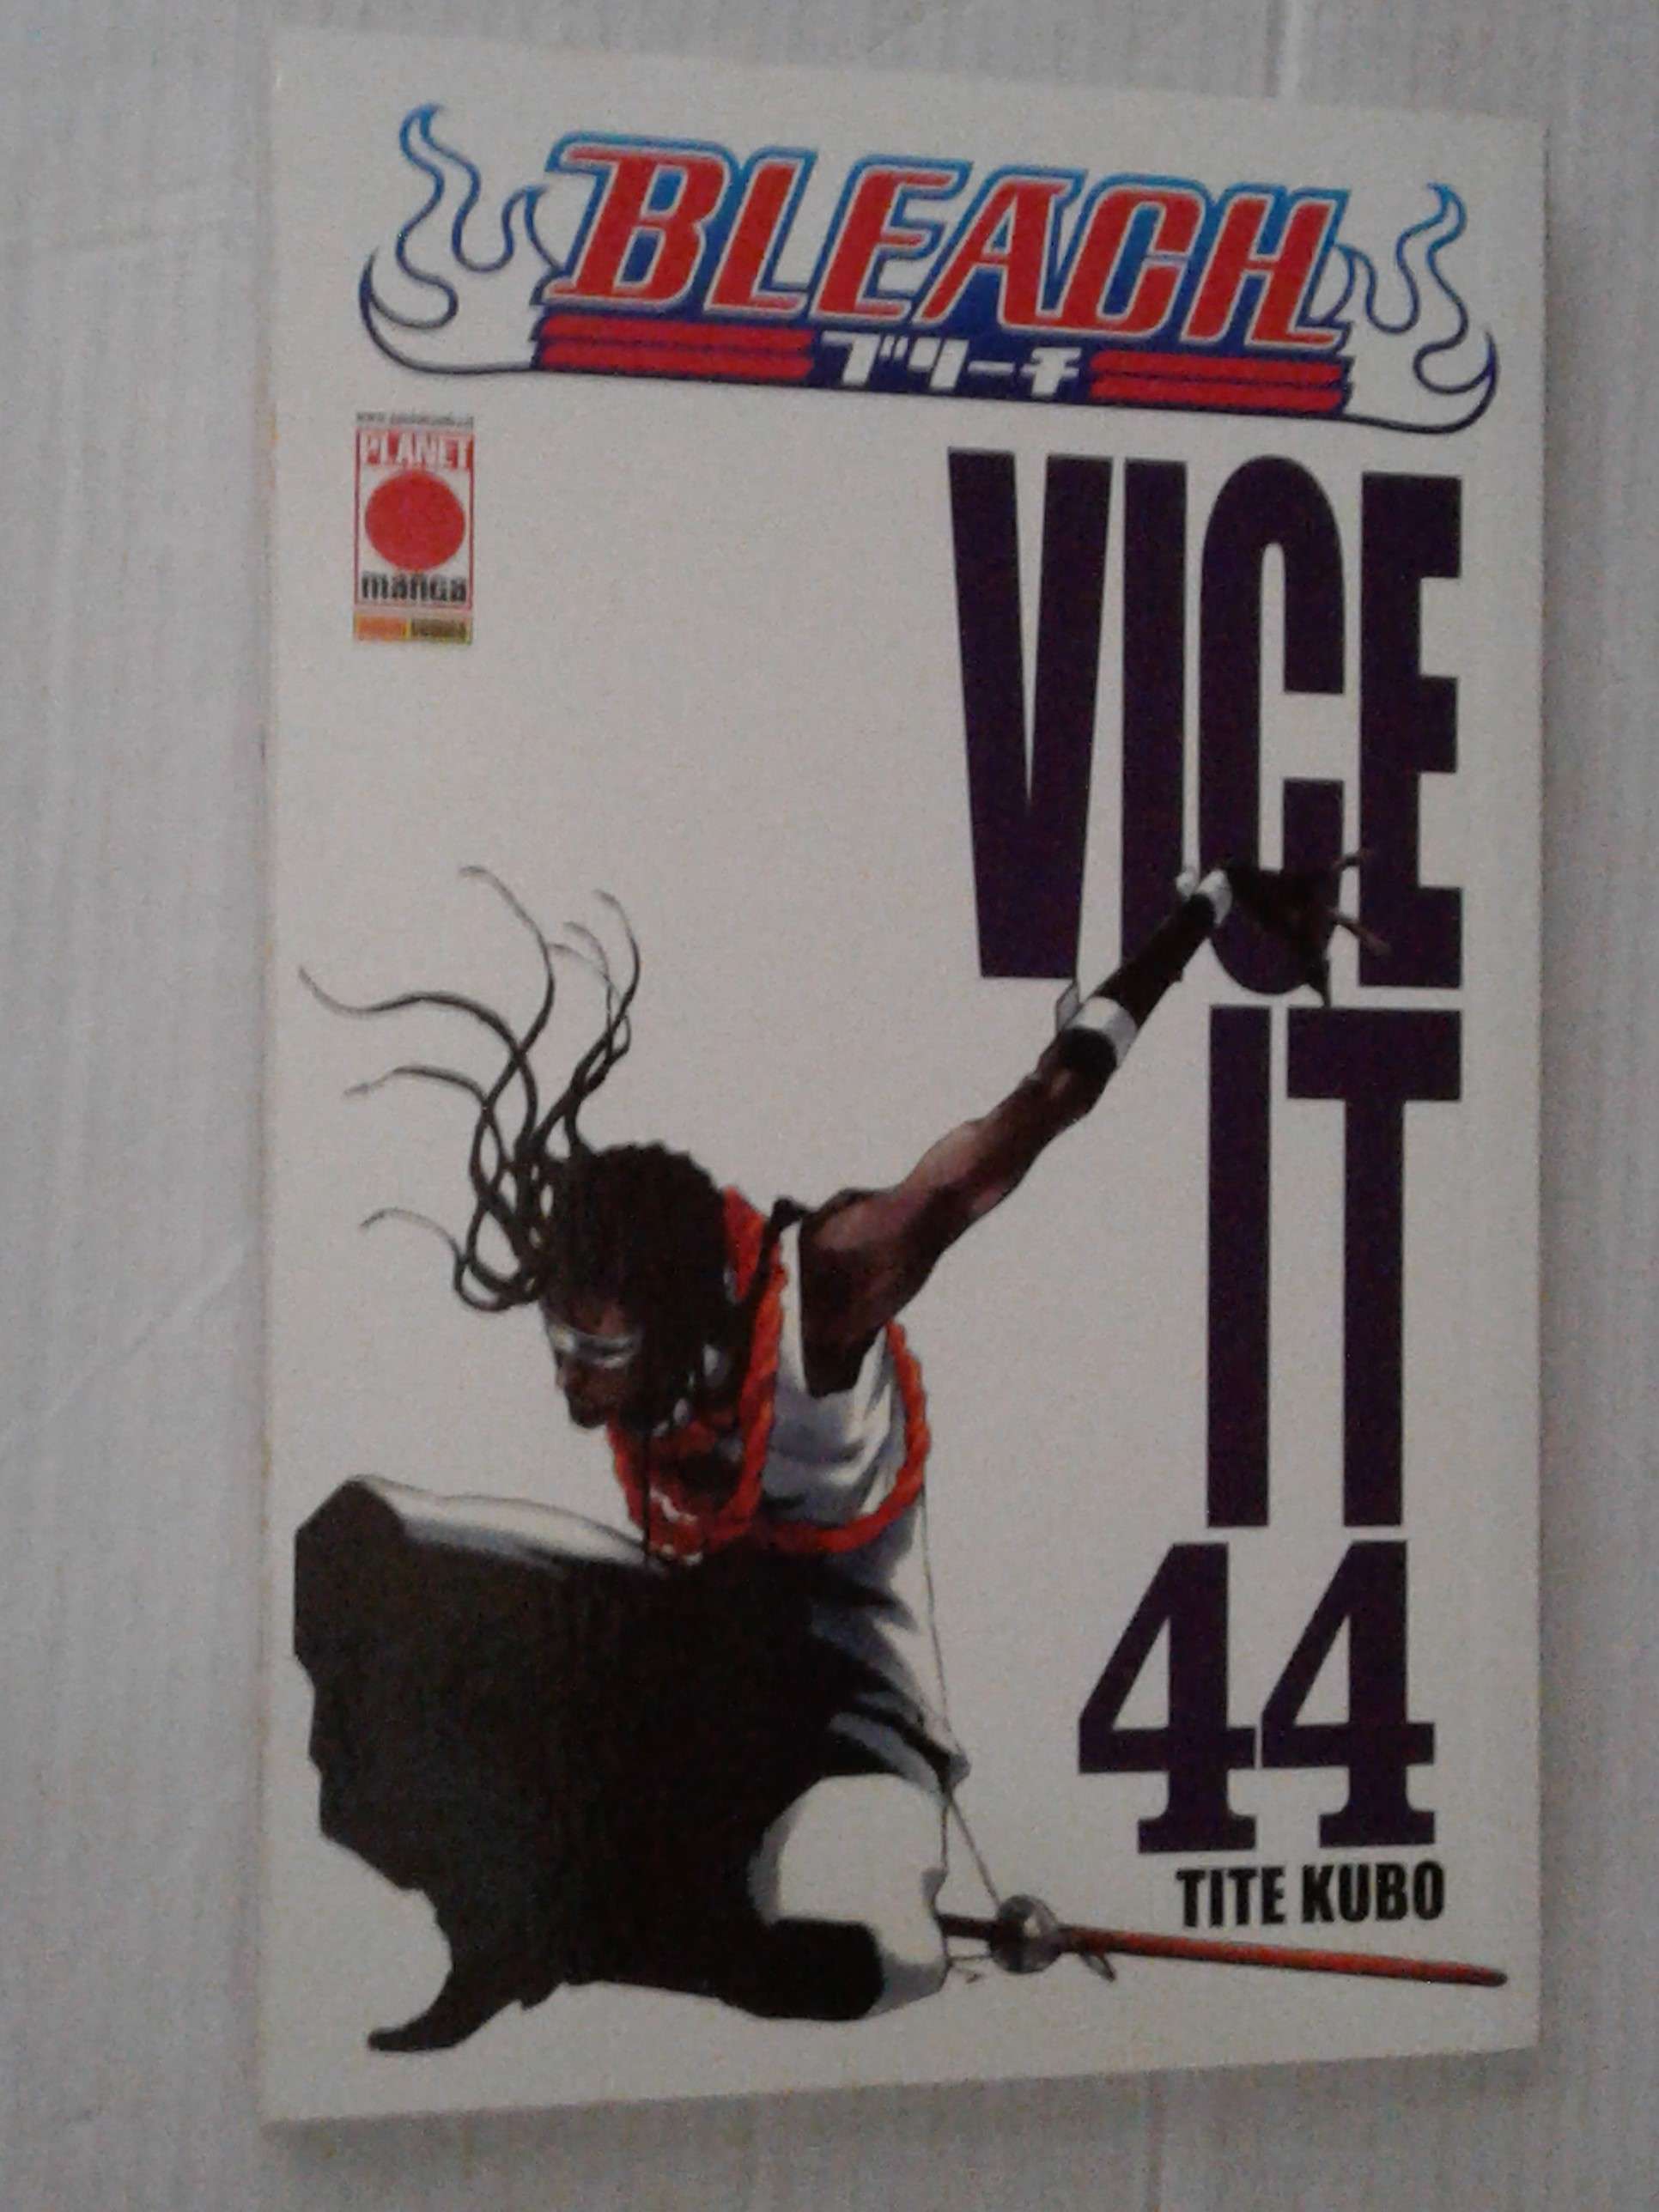 BLEACH
ブリーチ
PLANET
manga
VICE
IT
44
TITE KUBO